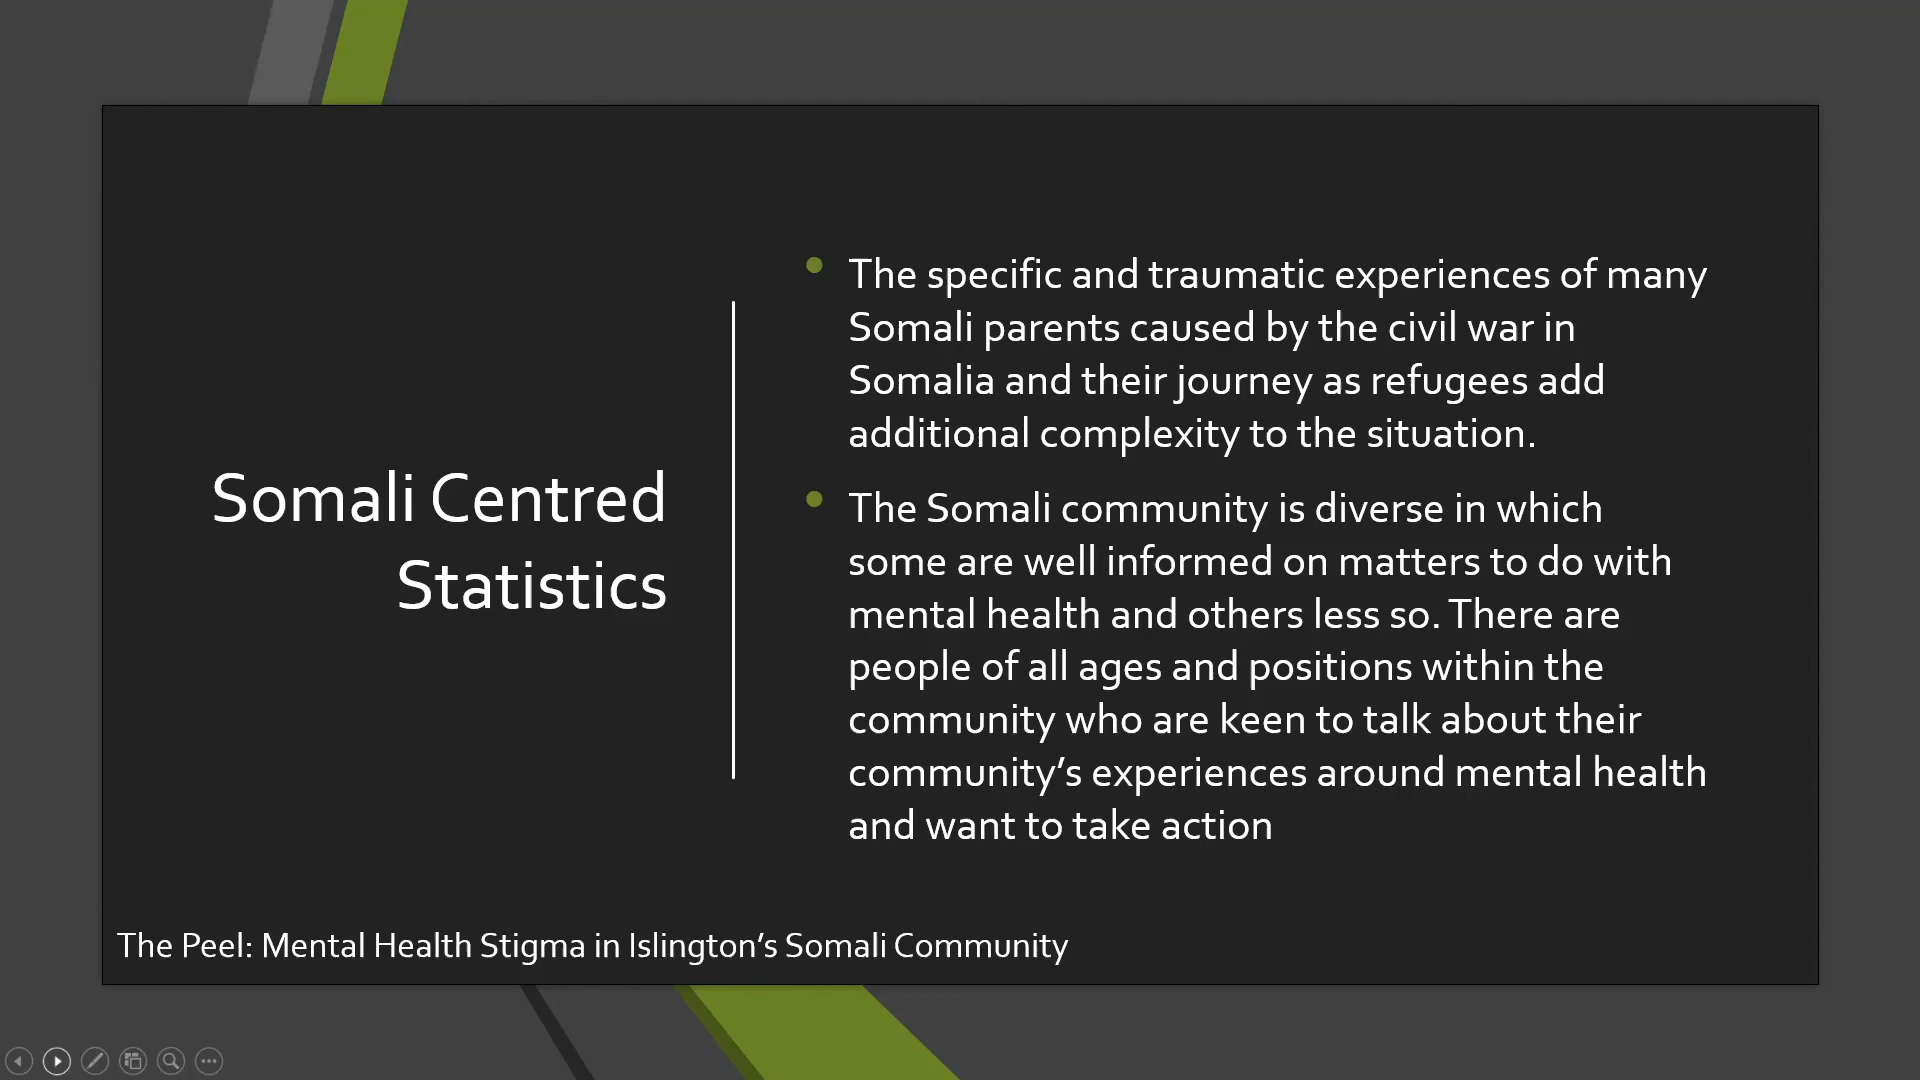 Somali Centred
Statistics
The specific and traumatic experiences of many
Somali parents caused by the civil war in
Somalia and their journey as refugees add
additional complexity to the situation.
The Somali community is diverse in which
some are well informed on matters to do with
mental health and others less so. There are
people of all ages and positions within the
community who are keen to talk about their
community’s experiences around mental health
and want to take action
The Peel: Mental Health Stigma in Islington’s Somali Community